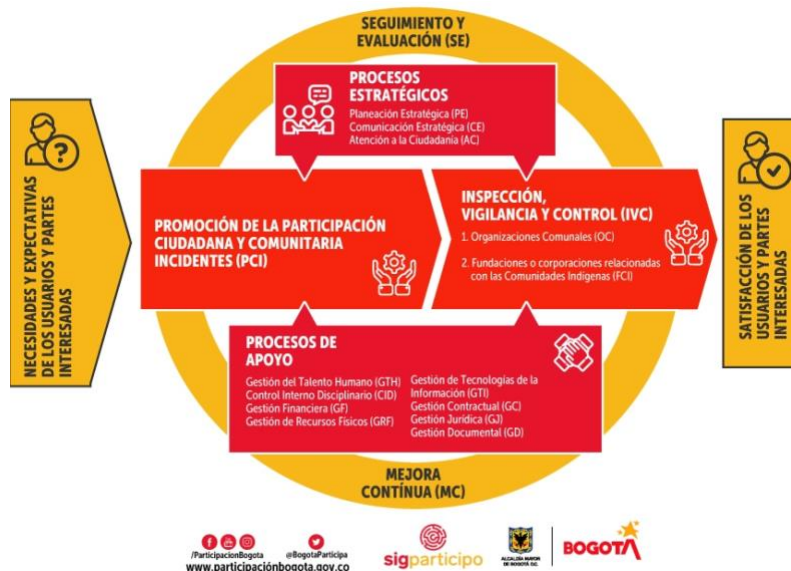 SEGUIMIENTO Y
EVALUACIÓN (SE)
PROCESOS
ESTRATÉGICOS
Planeación Estratégica (PE)
Comunicación Estratégica (CE)
Atención a la Ciudadanía (AC)
NECESIDADES Y EXPECTATIVAS
DE LOS USUARIOS Y PARTES
INTERESADAS
PROMOCIÓN DE LA PARTICIPACIÓN
CIUDADANA Y COMUNITARIA
INCIDENTES (PCI)
INSPECCIÓN,
VIGILANCIA Y CONTROL (IVC)
1. Organizaciones Comunales (OC)
2. Fundaciones o corporaciones relacionadas
con las Comunidades Indígenas (FCI)
SATISFACCIÓN DE LOS
USUARIOS Y PARTES
INTERESADAS
PROCESOS DE
APOYO
Gestión del Talento Humano (GTH)
Control Interno Disciplinario (CID)
Gestión Financiera (GF)
Gestión de Recursos Físicos (GRF)
Gestión de Tecnologías de la
Información (GTI)
Gestión Contractual (GC)
Gestión Jurídica (GJ)
Gestión Documental (GD)
MEJORA
CONTÍNUA (MC)
/ParticipacionBogota
@BogotaParticipa
www.participaciónbogota.gov.co
sigparticipo
ALCALDÍA MAYOR
DE BOGOTÁ D.C.
BOGOTÁ